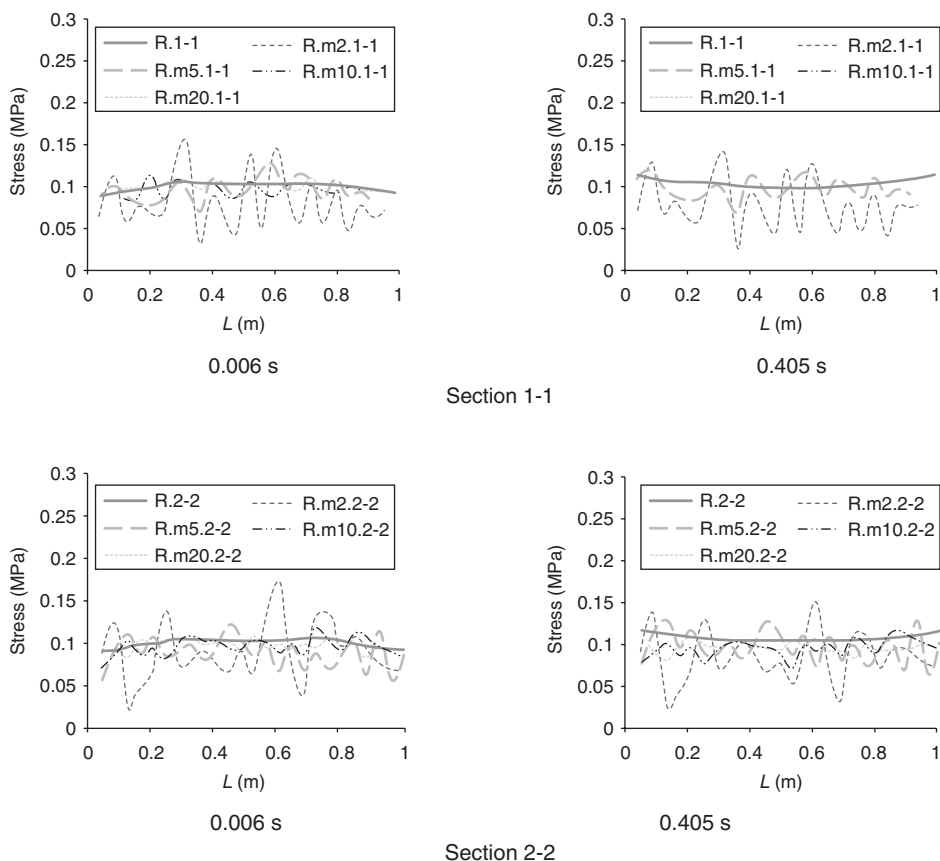 0.3
0.25
0.2
0.15
0.1
0.05
0
Stress (MPa)
R.1-1
R.m2.1-1
R.m5.1-1
R.m10.1-1
R.m20.1-1
0 0.2 0.4 0.6 0.8 1
L (m)
0.006 s
0.3
0.25
0.2
0.15
0.1
0.05
0
Stress (MPa)
R.1-1
R.m2.1-1
R.m5.1-1
R.m10.1-1
R.m20.1-1
0 0.2 0.4 0.6 0.8 1
L (m)
0.405 s
Section 1-1
0.3
0.25
0.2
0.15
0.1
0.05
0
Stress (MPa)
R.2-2
R.m2.2-2
R.m5.2-2
R.m10.2-2
R.m20.2-2
0 0.2 0.4 0.6 0.8 1
L (m)
0.006 s
0.3
0.25
0.2
0.15
0.1
0.05
0
Stress (MPa)
R.2-2
R.m2.2-2
R.m5.2-2
R.m10.2-2
R.m20.2-2
0 0.2 0.4 0.6 0.8 1
L (m)
0.405 s
Section 2-2